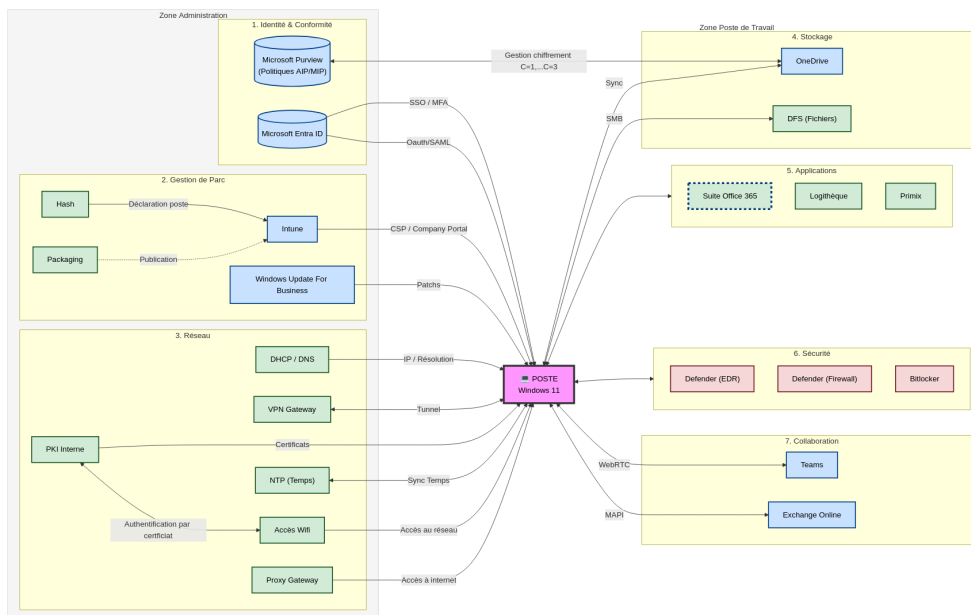 Zone Administration
1. Identité & Conformité
Microsoft Purview
(Politiques AIP/MIP)
Microsoft Entra ID
2. Gestion de Parc
Hash
Déclaration poste
Intune
Packaging
Publication
Windows Update For
Business
3. Réseau
DHCP / DNS
VPN Gateway
PKI Interne
Certificats
NTP (Temps)
Authentification par
certficiat
Accès Wifi
Proxy Gateway
Gestion chiffrement
C=1,...C=3
SSO / MFA
Oauth/SAML
CSP / Company Portal
Patchs
IP / Résolution
Tunnel
Sync Temps
Accès au réseau
Accès à internet
💻 POSTE
Windows 11
Sync
SMB
WebRTC
MAPI
Zone Poste de Travail
4. Stockage
OneDrive
DFS (Fichiers)
5. Applications
Suite Office 365
Logithèque
Primix
6. Sécurité
Defender (EDR)
Defender (Firewall)
Bitlocker
7. Collaboration
Teams
Exchange Online